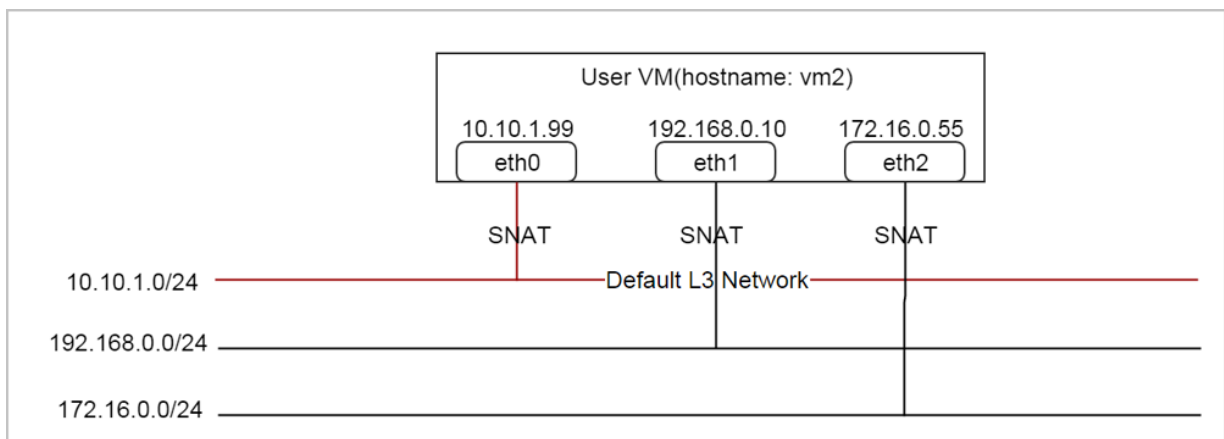 User VM(hostname: vm2)
10.10.1.99 192.168.0.10 172.16.0.55
eth0 eth1 eth2
SNAT SNAT SNAT
10.10.1.0/24 Default L3 Network
192.168.0.0/24
172.16.0.0/24